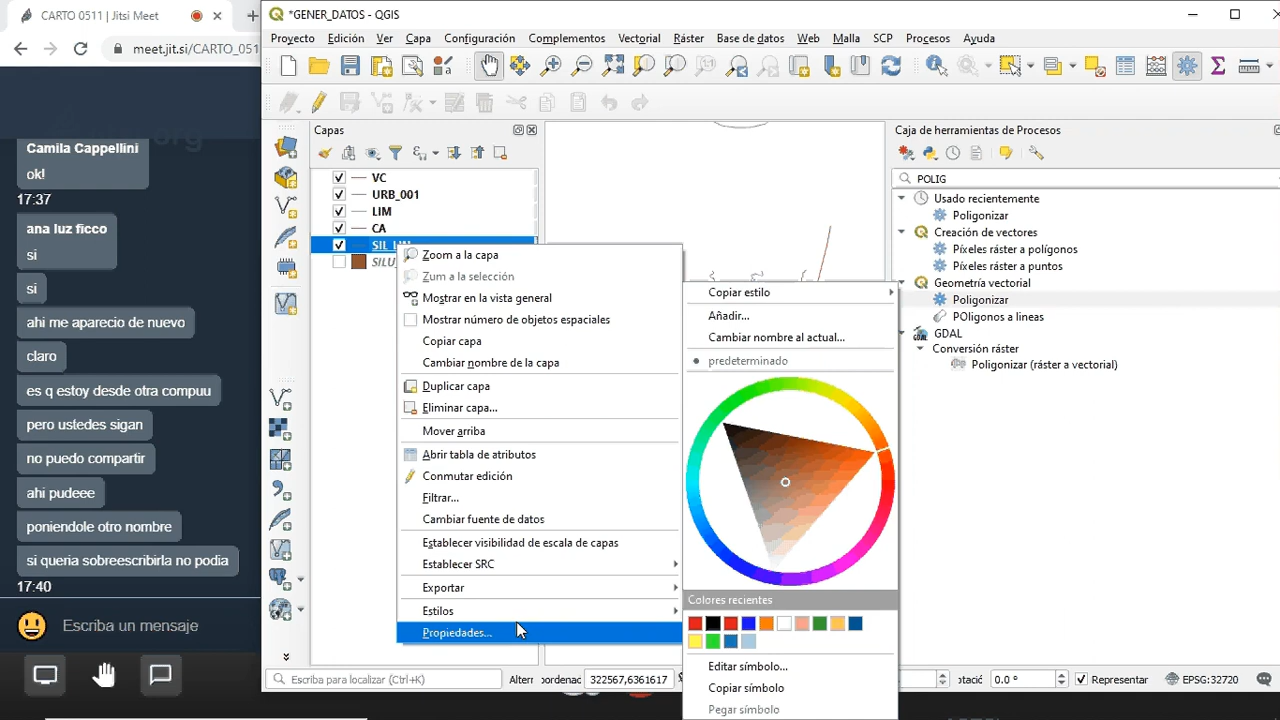 CARTO 0511 | Jitsi Meet
meet.jit.si/CARTO_051
Camila Cappellini
ok!
17:37
ana luz ficco
si
si
ahi me aparecio de nuevo
claro
es q estoy desde otra compuu
pero ustedes sigan
no puedo compartir
ahi pudeee
poniendole otro nombre
si queria sobreescribirla no podia
17:40
Escriba un mensaje
*GENER_DATOS - QGIS
Proyecto Edición Ver Capa Configuración Complementos Vectorial Ráster Base de datos Web Malla SCP Procesos Ayuda
Capas
VC
URB_001
LIM
CA
Zoom a la capa
Zum a la selección
Mostrar en la vista general
Mostrar número de objetos espaciales
Copiar capa
Cambiar nombre de la capa
Duplicar capa
Eliminar capa...
Mover arriba
Abrir tabla de atributos
Conmutar edición
Filtrar...
Cambiar fuente de datos
Establecer visibilidad de escala de capas
Establecer SRC
Exportar
Estilos
Propiedades...
Copiar estilo
Añadir...
Cambiar nombre al actual...
predeterminado
Colores recientes
Editar símbolo...
Copiar símbolo
Pegar símbolo
Caja de herramientas de Procesos
POLIG
Usado recientemente
Poligonizar
Creación de vectores
Píxeles ráster a polígonos
Píxeles ráster a puntos
Geometría vectorial
Poligonizar
POligonos a lineas
GDAL
Conversión ráster
Poligonizar (ráster a vectorial)
Escriba para localizar (Ctrl+K)
Alterr
oordenac 322567,6361617
otació 0.0 °
Representar
EPSG:32720